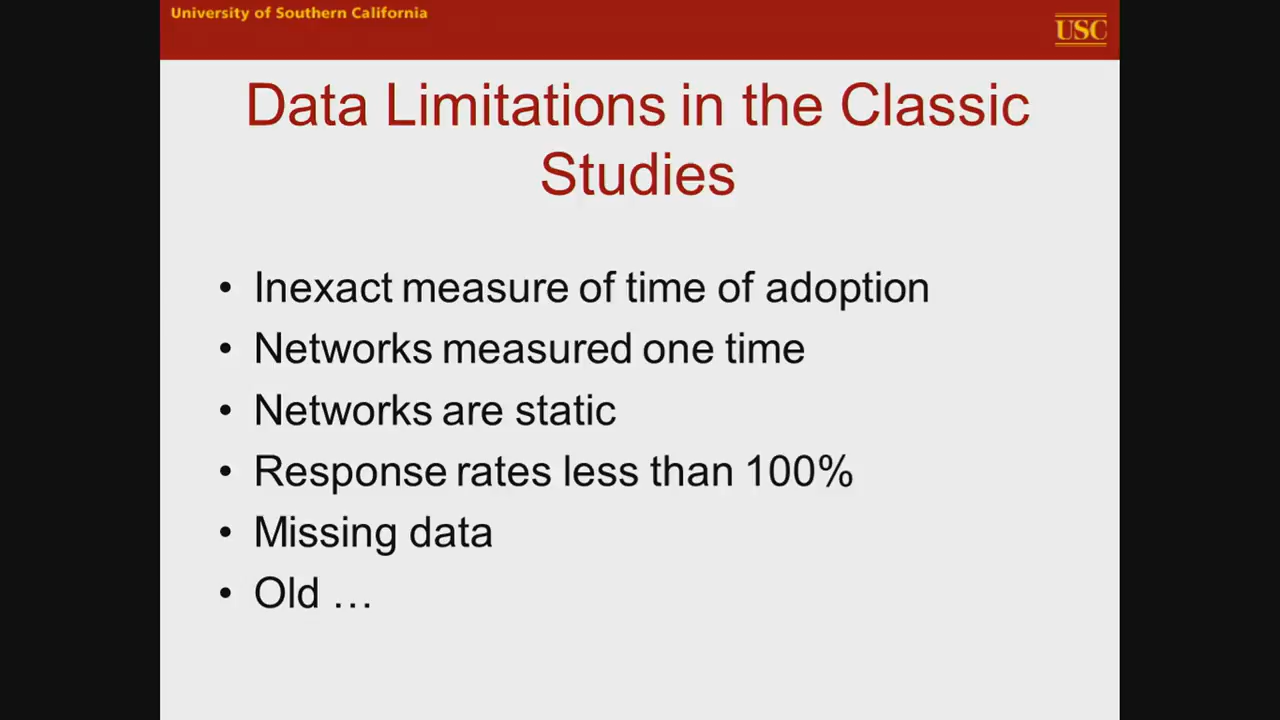 University of Southern California
USC
Data Limitations in the Classic
Studies
• Inexact measure of time of adoption
• Networks measured one time
• Networks are static
• Response rates less than 100%
• Missing data
• Old …